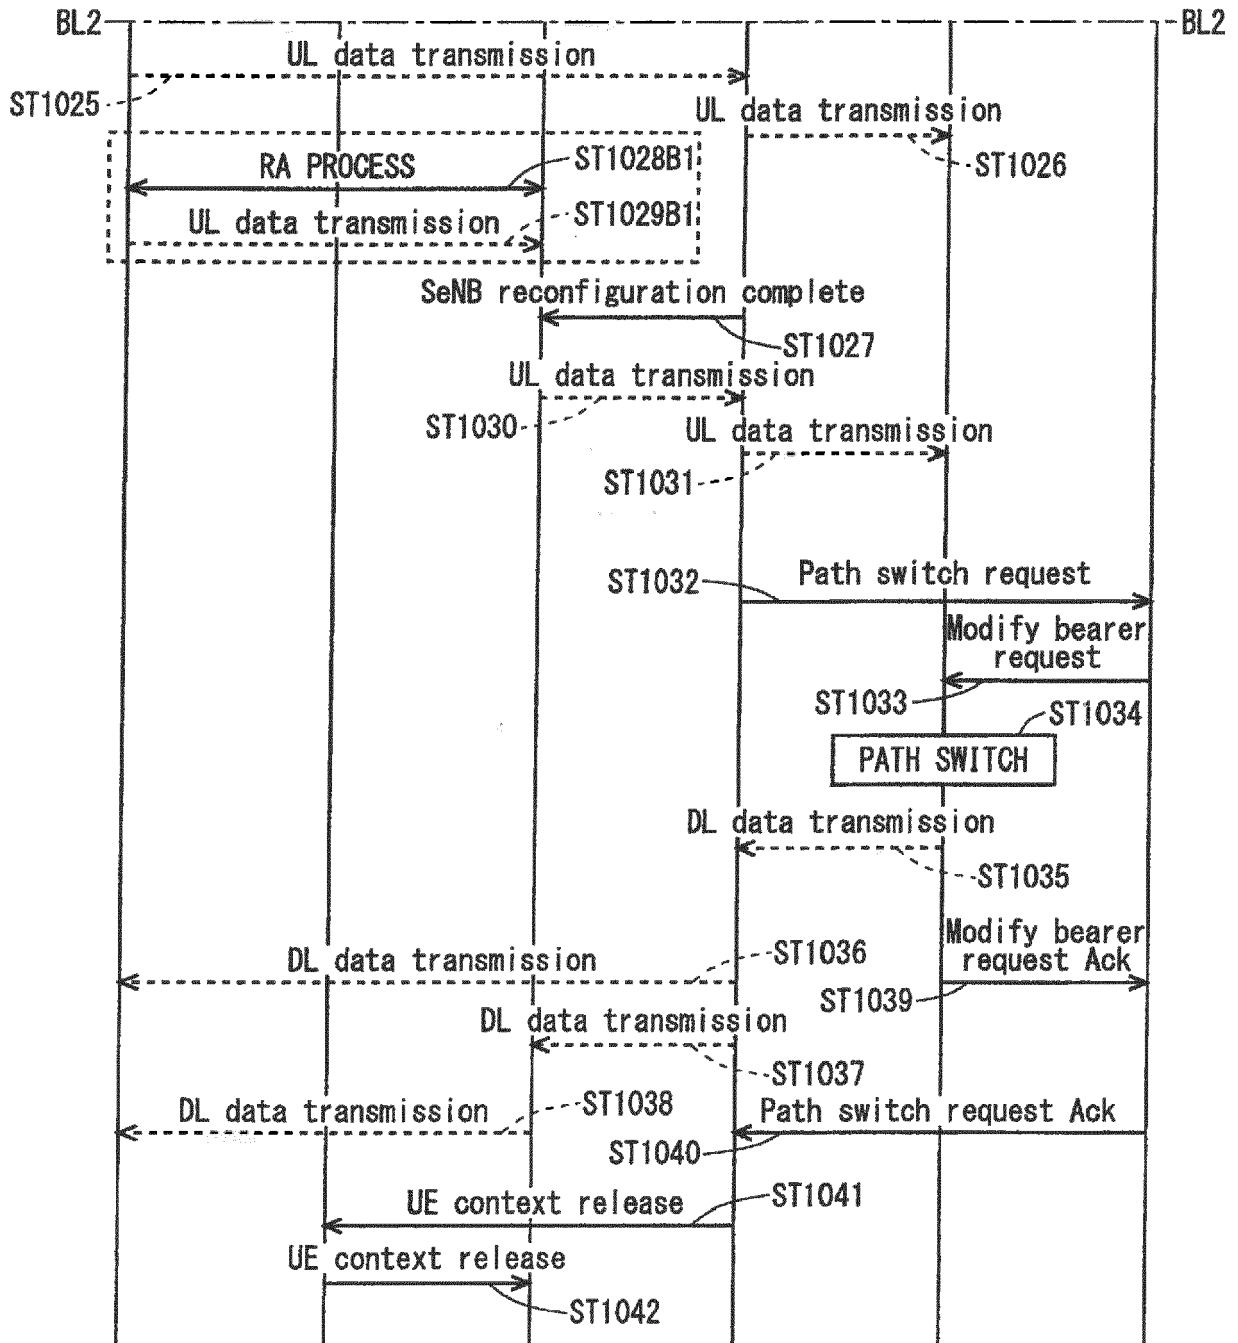 BL2
BL2
UL data transmission
ST1025
UL data transmission
ST1026
RA PROCESS
ST1028B1
UL data transmission
ST1029B1
SeNB reconfiguration complete
ST1027
UL data transmission
ST1030
UL data transmission
ST1031
ST1032
Path switch request
Modify bearer
request
ST1033
ST1034
PATH SWITCH
DL data transmission
ST1035
Modify bearer
request Ack
ST1039
DL data transmission
ST1036
DL data transmission
ST1037
DL data transmission
ST1038
Path switch request Ack
ST1040
UE context release
ST1041
UE context release
ST1042